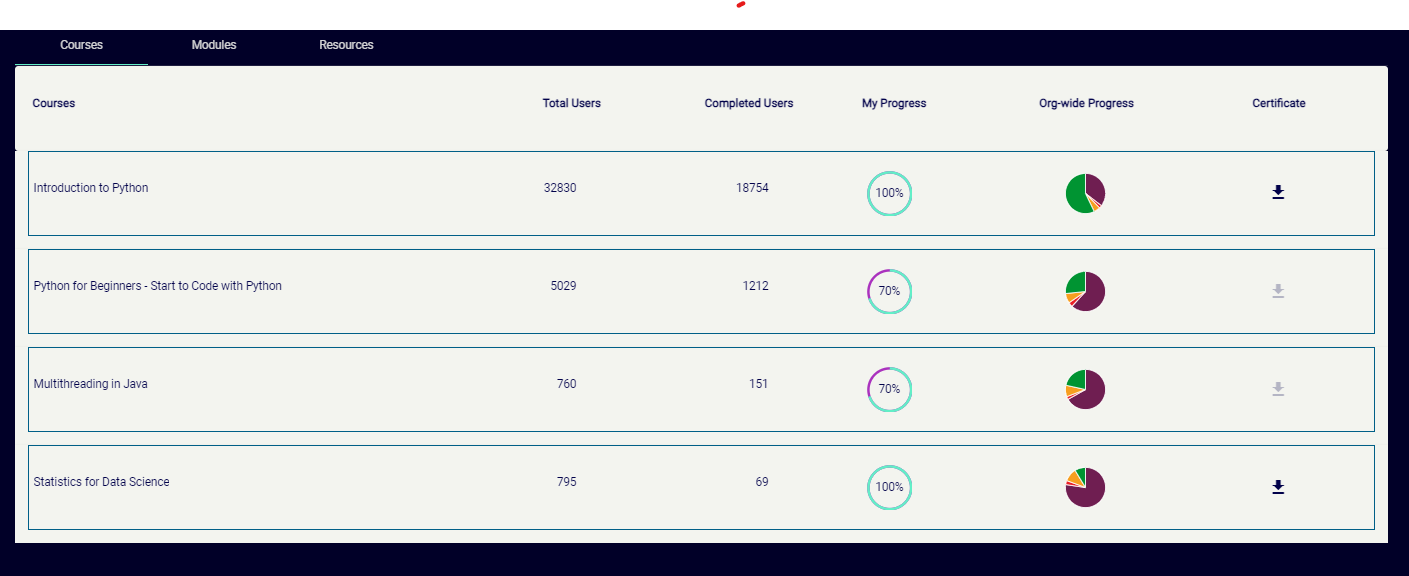 Courses Modules Resources
Courses Total Users Completed Users My Progress Org-wide Progress Certificate
Introduction to Python 32830 18754 100%
Python for Beginners - Start to Code with Python 5029 1212 70%
Multithreading in Java 760 151 70%
Statistics for Data Science 795 69 100%